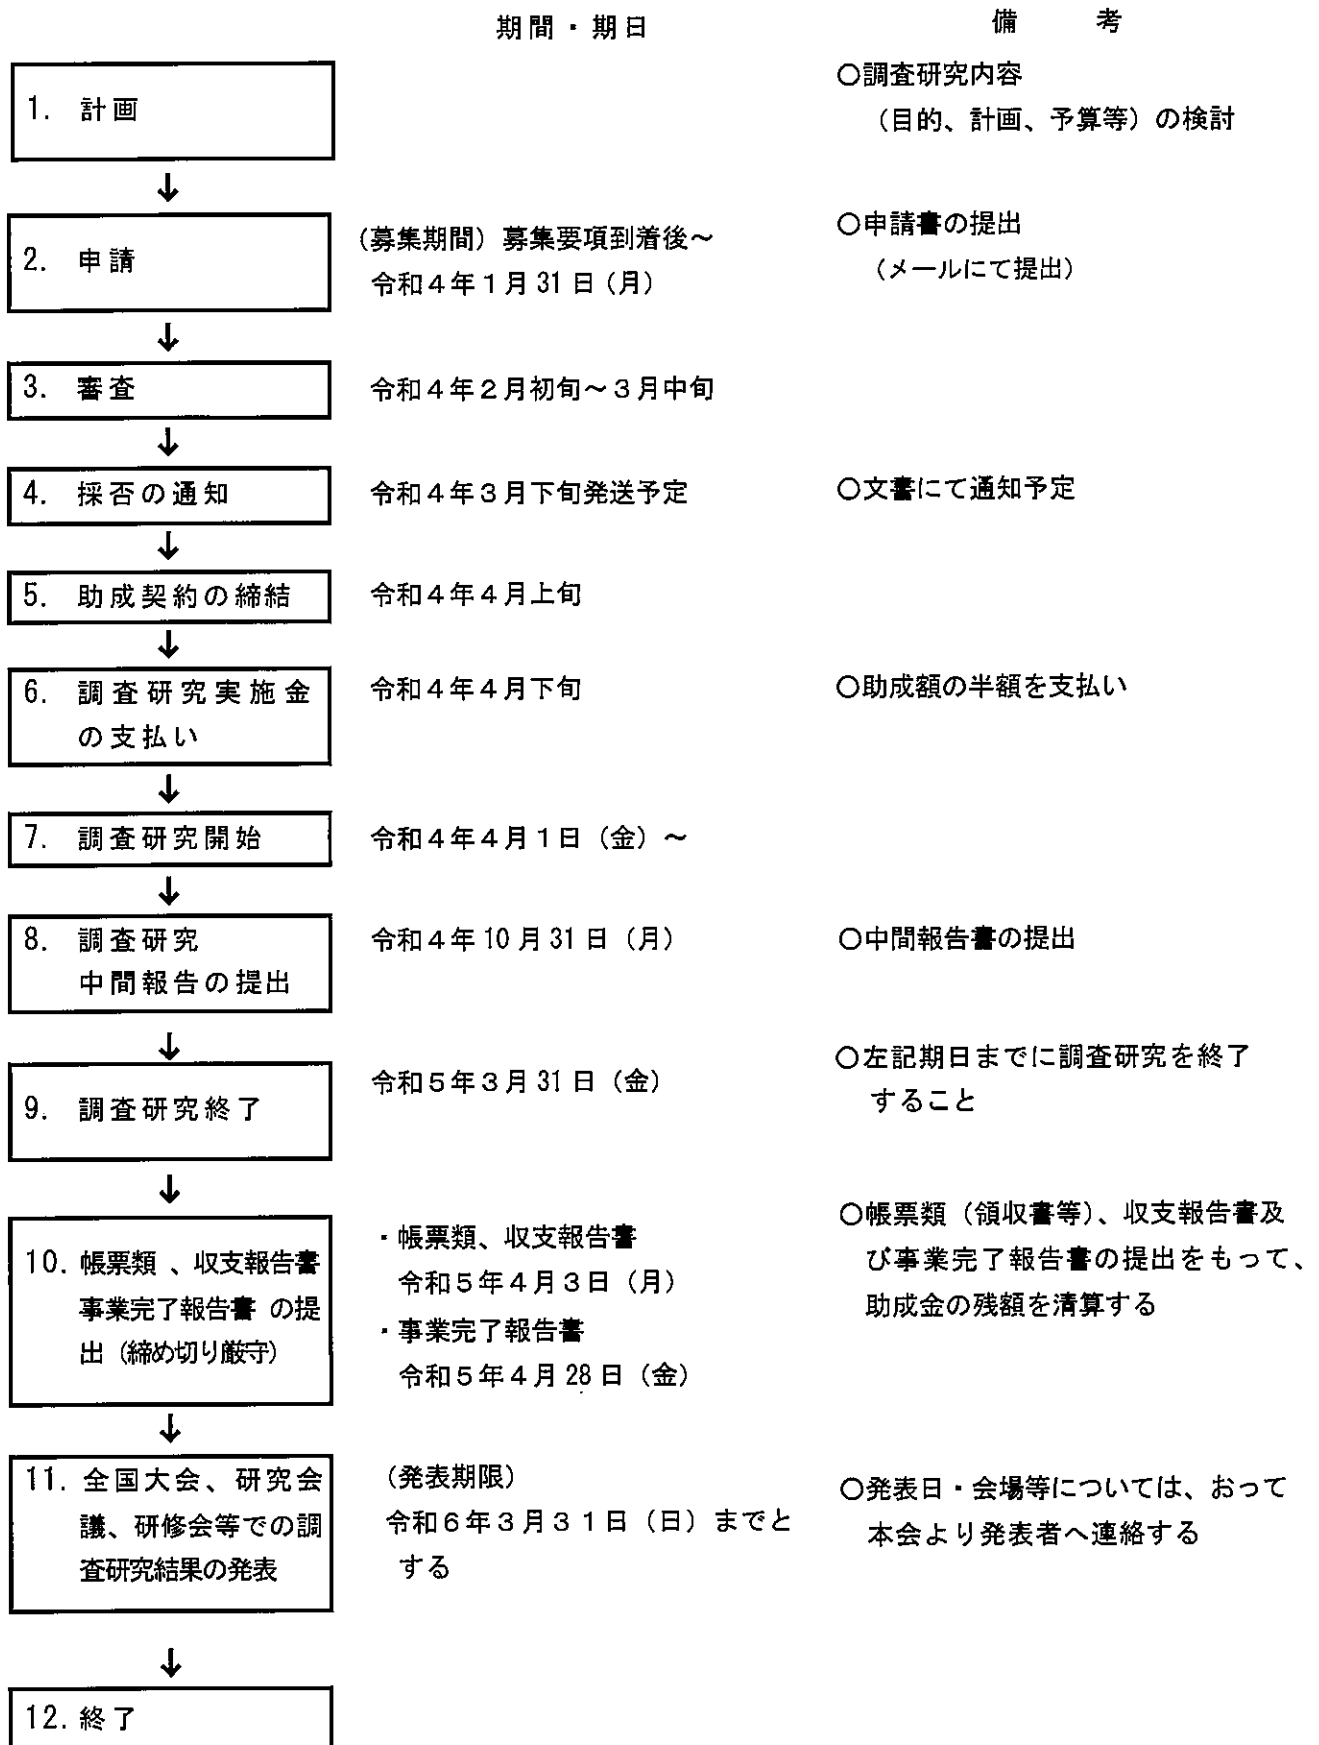 期間・期日　備考
1. 計画
○調査研究内容
（目的、計画、予算等）の検討
↓
2. 申請
（募集期間）募集要項到着後～
令和４年１月31日（月）
○申請書の提出
（メールにて提出）
↓
3. 審査　令和４年２月初旬～３月中旬
↓
4. 採否の通知　令和４年３月下旬発送予定　○文書にて通知予定
↓
5. 助成契約の締結　令和４年４月上旬
↓
6. 調査研究実施金
の支払い
令和４年４月下旬　○助成額の半額を支払い
↓
7. 調査研究開始　令和４年４月１日（金）～
↓
8. 調査研究
中間報告の提出
令和４年10月31日（月）　○中間報告書の提出
↓
9. 調査研究終了
令和５年３月31日（金）
○左記期日までに調査研究を終了
すること
↓
10. 帳票類 、収支報告書
事業完了報告書 の提
出（締め切り厳守）
・帳票類、収支報告書
令和５年４月３日（月）
・事業完了報告書
令和５年４月28日（金）
○帳票類（領収書等）、収支報告書及
び事業完了報告書の提出をもって、
助成金の残額を清算する
↓
11. 全国大会、研究会
議、研修会等での調
査研究結果の発表
（発表期限）
令和６年３月３１日（日）までと
する
○発表日・会場等については、おって
本会より発表者へ連絡する
↓
12. 終了